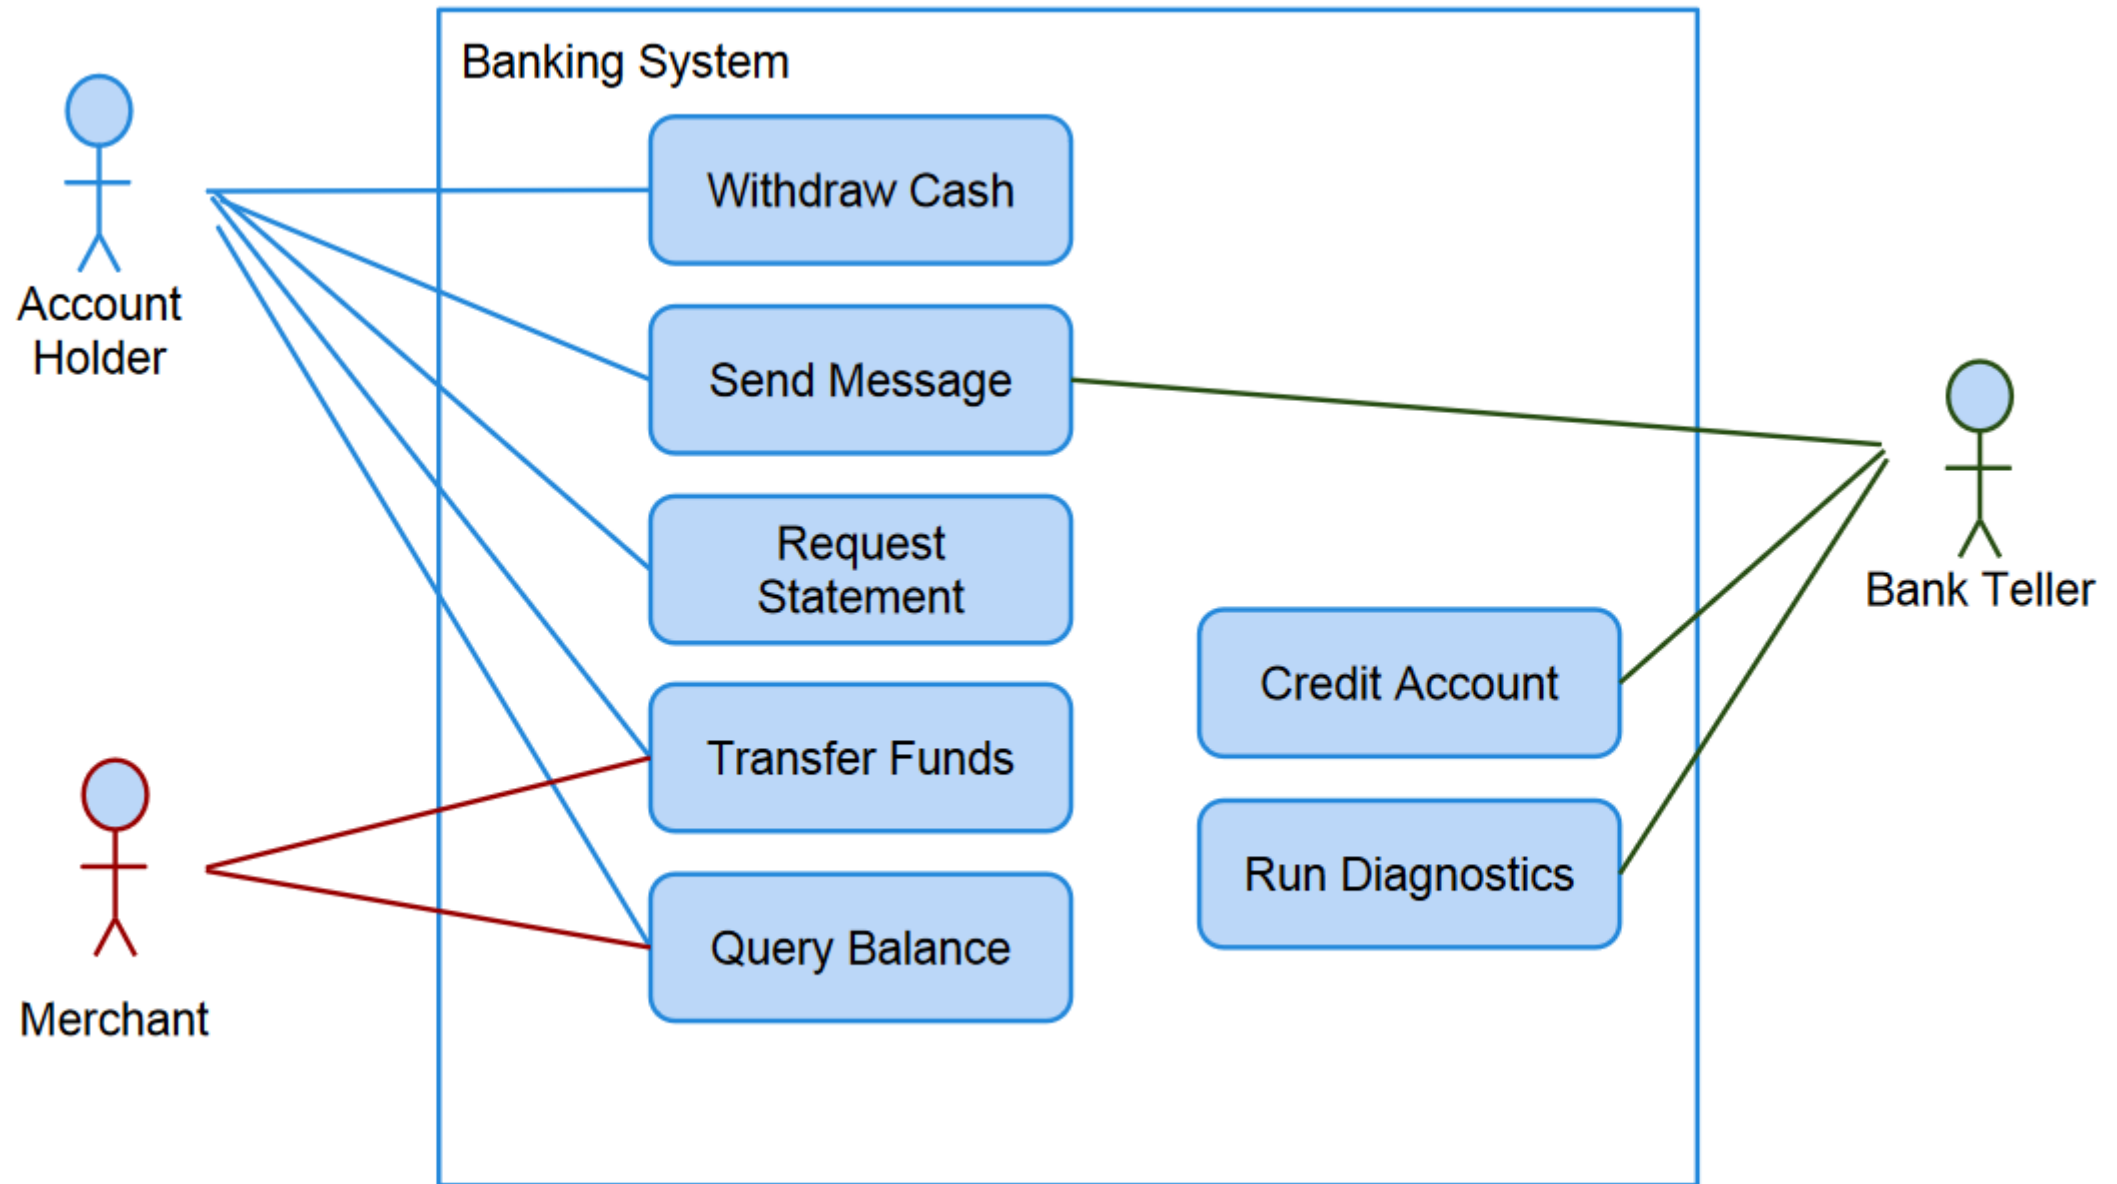 Banking System
Withdraw Cash
Account
Holder
Send Message
Request
Statement
Bank Teller
Credit Account
Transfer Funds
Run Diagnostics
Query Balance
Merchant